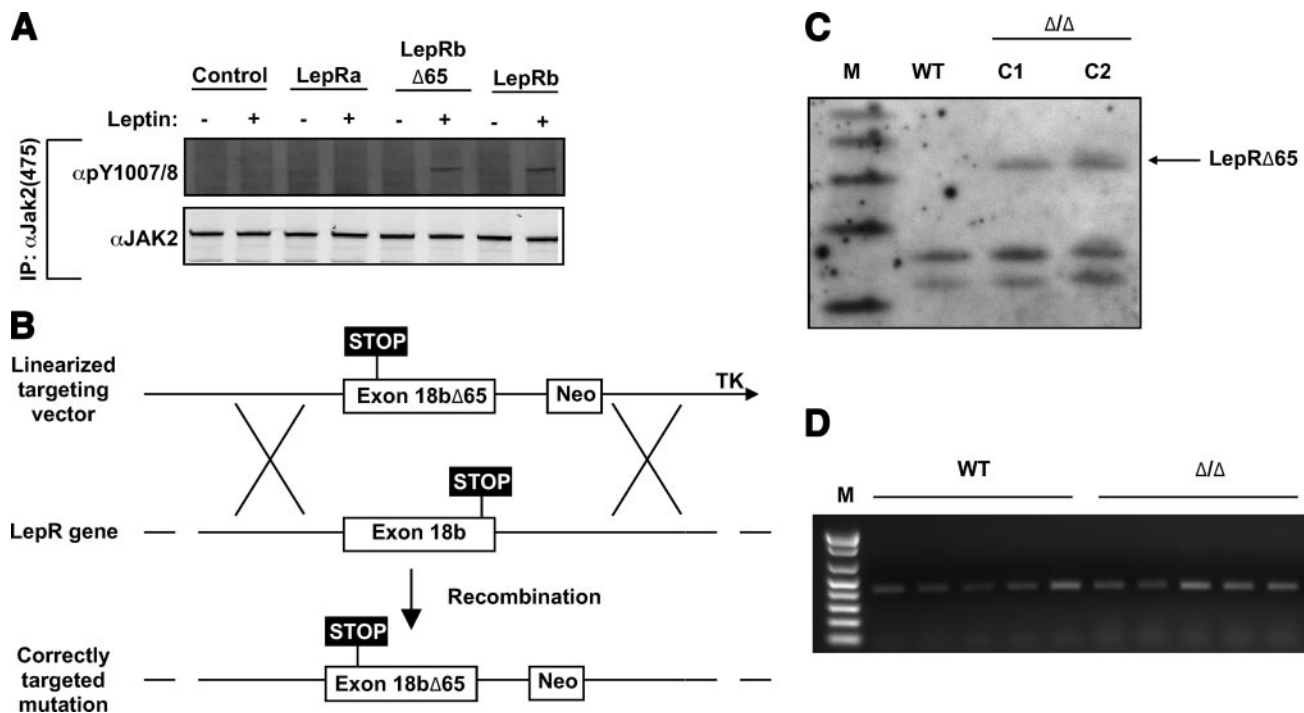 A
Control
LepRa
LepRb
Δ65
LepRb
Leptin:
-
+
-
+
-
+
-
+
IP: αJak2(475)
αpY1007/8
αJAK2
B
Linearized
targeting
vector
STOP
Exon 18bΔ65
Neo
TK
LepR gene
STOP
Exon 18b
Recombination
Correctly
targeted
mutation
STOP
Exon 18bΔ65
Neo
C
Δ/Δ
M
WT
C1
C2
LepRΔ65
D
WT
Δ/Δ
M